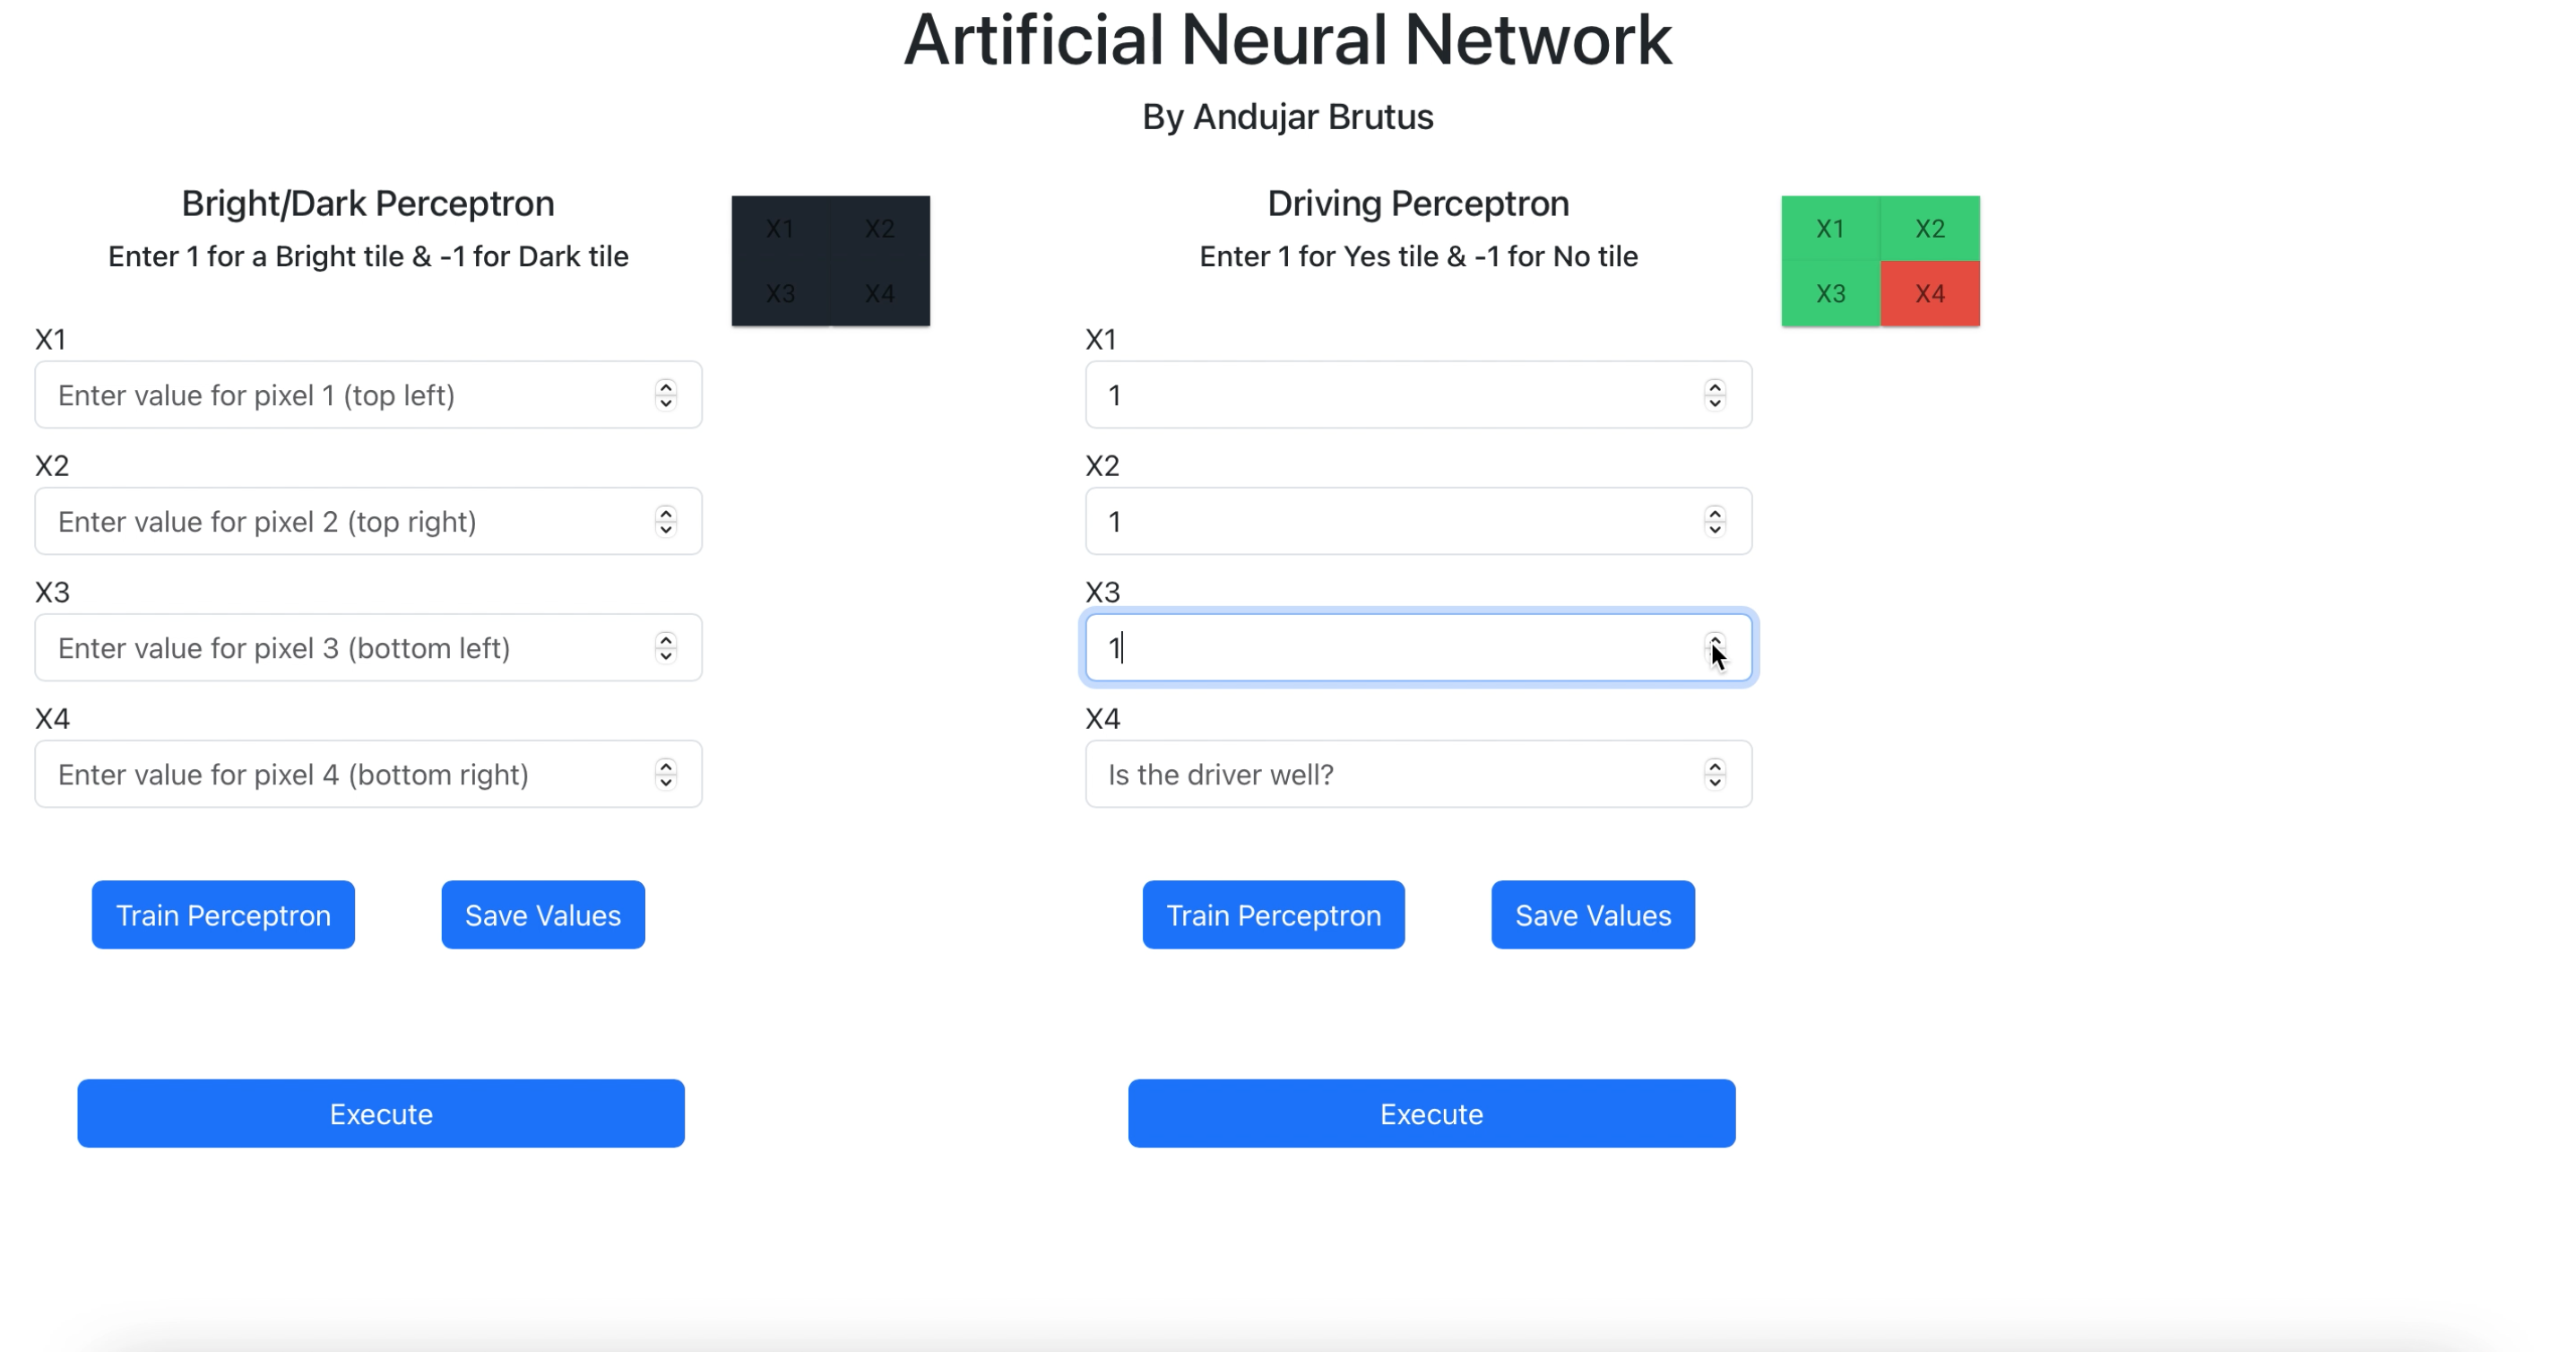 Artificial Neural Network
By Andujar Brutus
Bright/Dark Perceptron
Enter 1 for a Bright tile & -1 for Dark tile
X1 X2
X3 X4
X1
Enter value for pixel 1 (top left)
X2
Enter value for pixel 2 (top right)
X3
Enter value for pixel 3 (bottom left)
X4
Enter value for pixel 4 (bottom right)
Train Perceptron Save Values
Execute
Driving Perceptron
Enter 1 for Yes tile & -1 for No tile
X1 X2
X3 X4
X1
1
X2
1
X3
1
X4
Is the driver well?
Train Perceptron Save Values
Execute